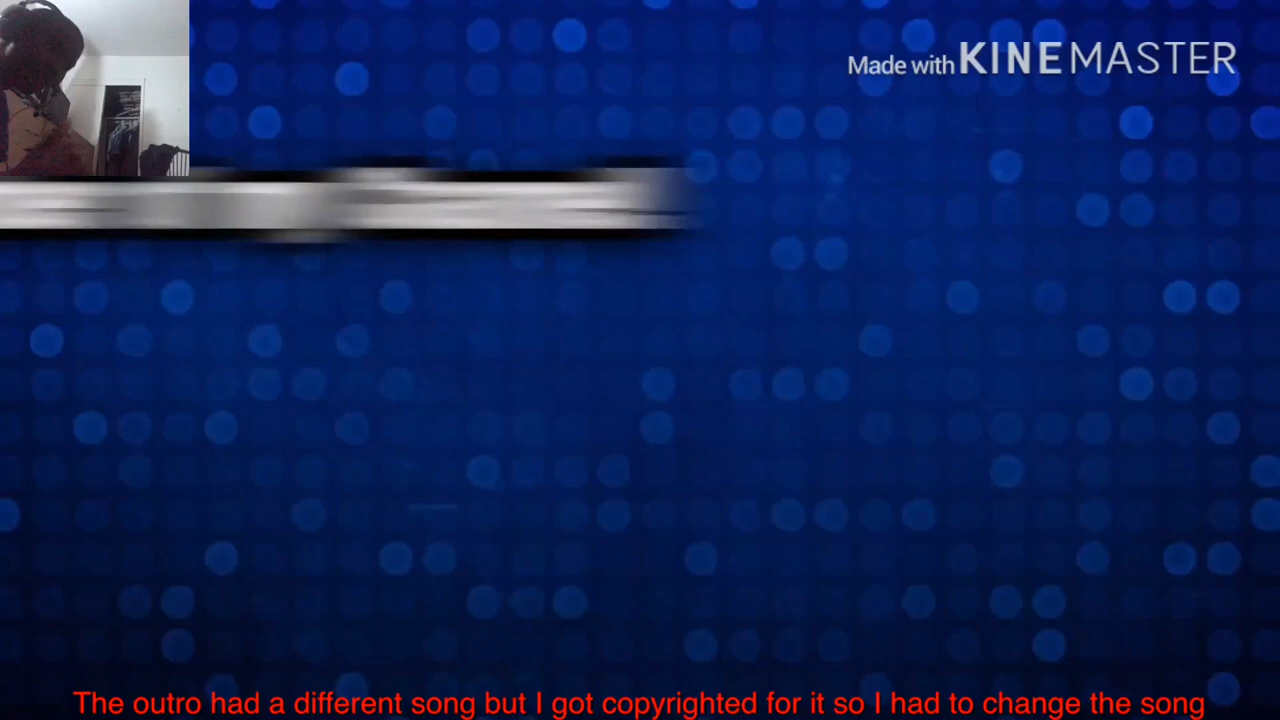 Made with KINEMASTER
The outro had a different song but I got copyrighted for it so I had to change the song